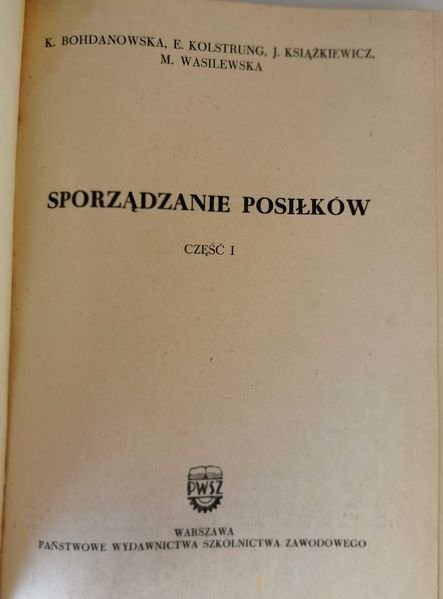 K. BOHDANOWSKA, E. KOLSTRUNG, J. KSIĄŻKIEWICZ,
M. WASILEWSKA
SPORZĄDZANIE POSIŁKÓW
CZĘŚĆ I
PWSZ
WARSZAWA
PAŃSTWOWE WYDAWNICTWA SZKOLNICTWA ZAWODOWEGO